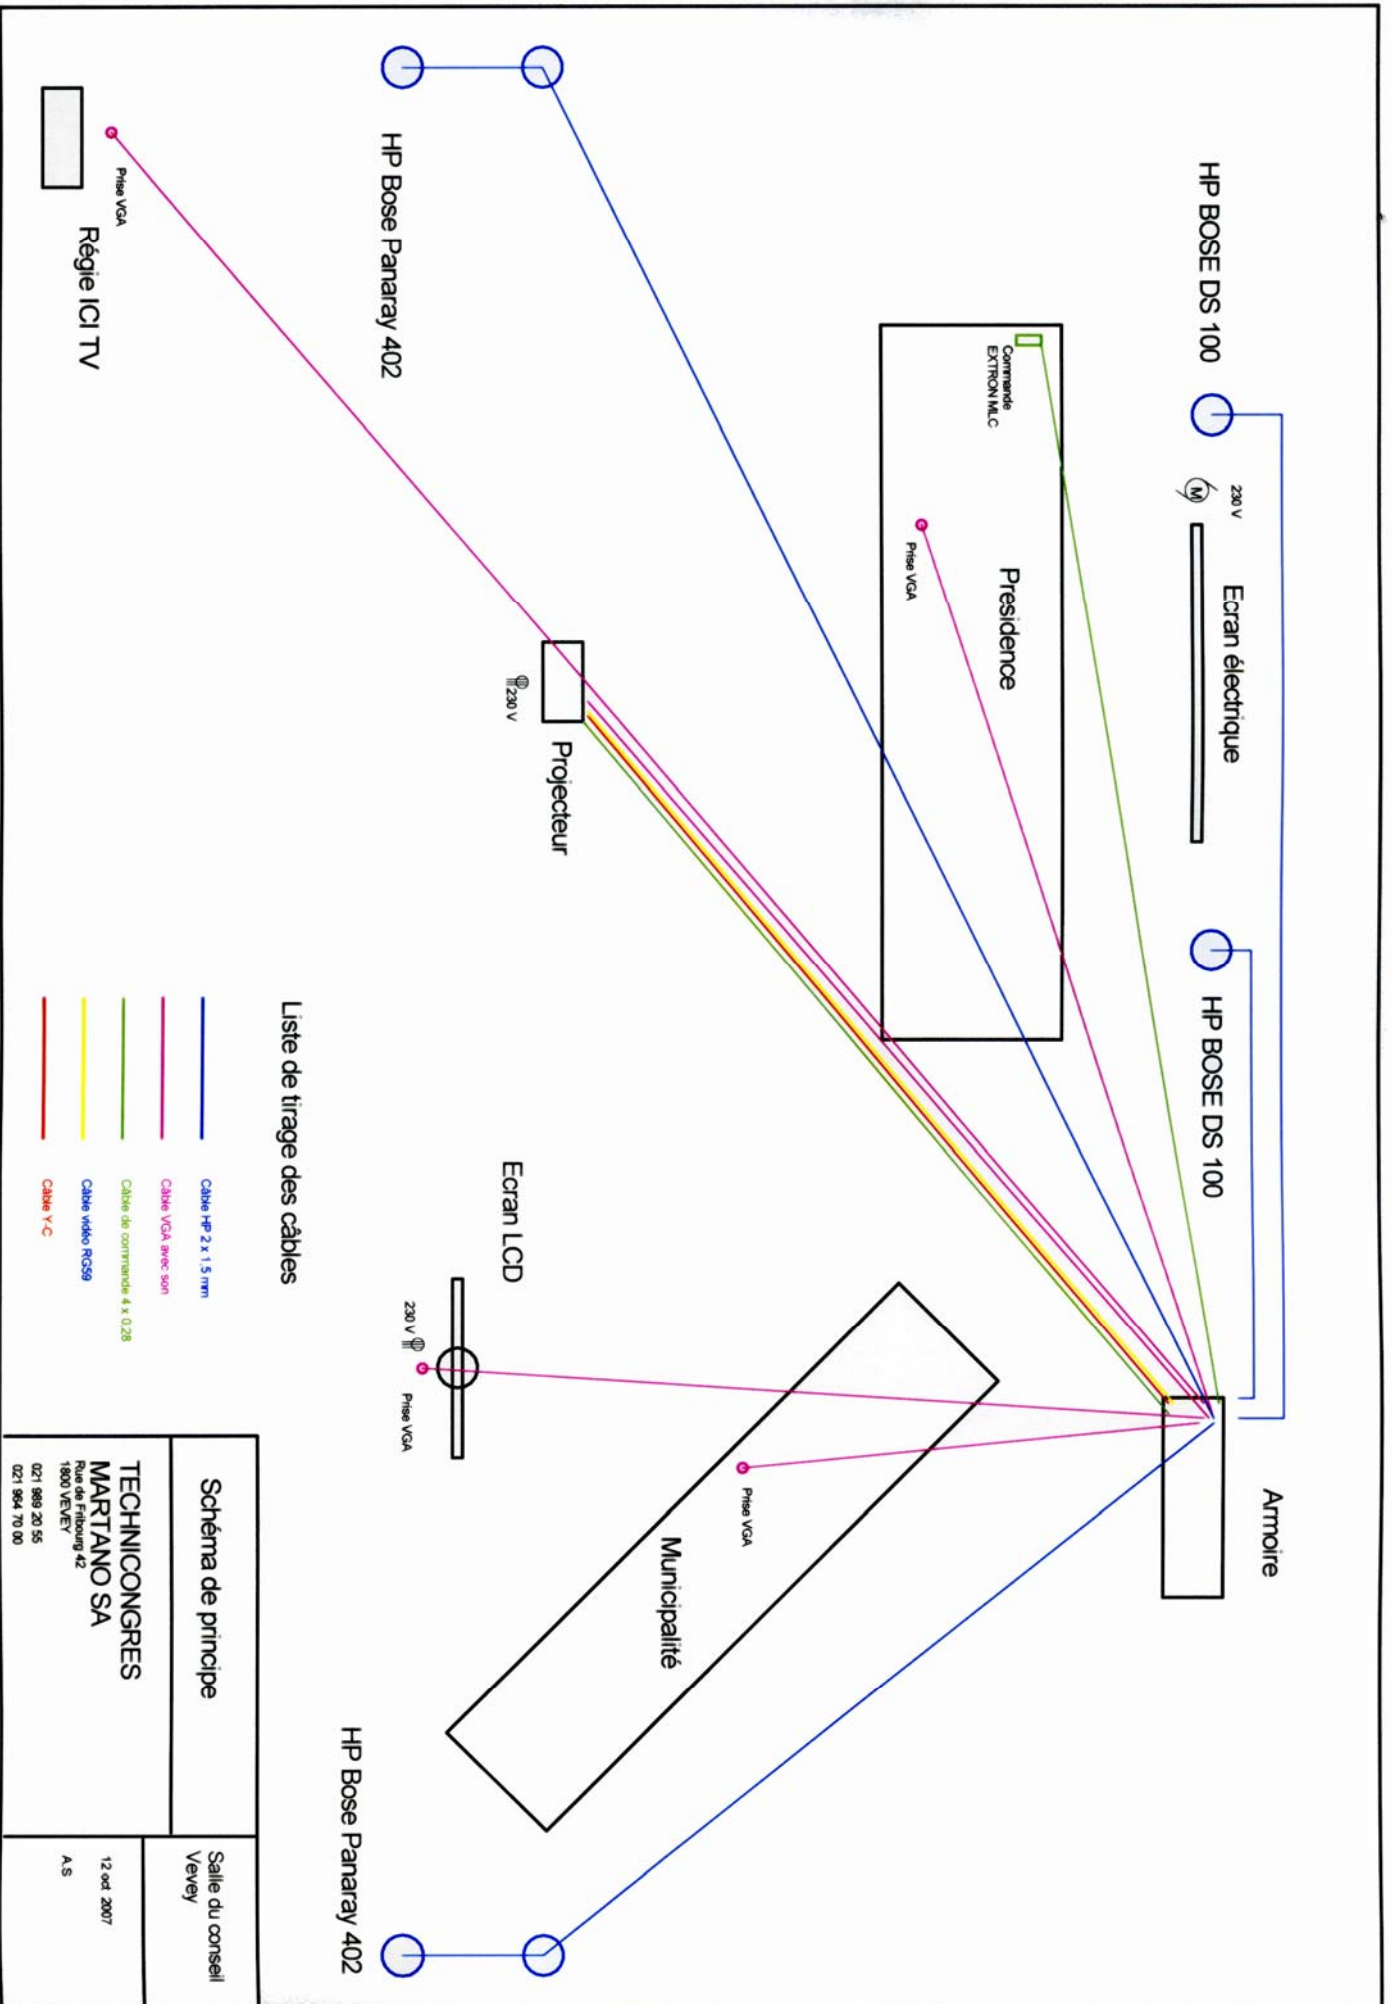 HP BOSE DS 100
230 V
M
Ecran électrique
HP BOSE DS 100
Armoire
Commande
EXTRON MLC
Presidence
Prise VGA
HP Bose Panaray 402
230 V
Projecteur
Prise VGA
Régie ICI TV
Ecran LCD
230 V
Prise VGA
Prise VGA
Municipalité
HP Bose Panaray 402
Liste de tirage des câbles
Câble HP 2 x 1,5 mm
Câble VGA avec son
Câble de commande 4 x 0,28
Câble vidéo RG59
Câble Y-C
Schéma de principe
Salle du conseil
Vevey
TECHNICONGRES
MARTANO SA
Rue de Fribourg 42
1800 VEVEY
021 989 20 55
021 964 70 00
12 oct 2007
A.S